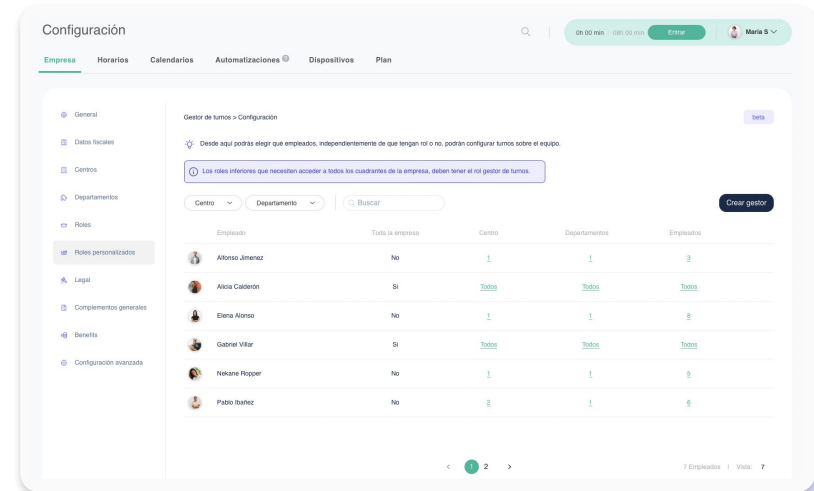 Configuración
0h 00 min 08h 00 min Entrar Maria S
Empresa Horarios Calendarios Automatizaciones ? Dispositivos Plan
General
Datos fiscales
Centros
Departamentos
Roles
Roles personalizados
Legal
Complementos generales
Benefits
Configuración avanzada
Gestor de turnos > Configuración beta
Desde aquí podrás elegir qué empleados, independientemente de que tengan rol o no, podrán configurar turnos sobre el equipo.
Los roles inferiores que necesiten acceder a todos los cuadrantes de la empresa, deben tener el rol gestor de turnos.
Centro Departamento Buscar Crear gestor
Empleado Toda la empresa Centro Departamentos Empleados
Alfonso Jimenez No 1 1 3
Alicia Calderón Si Todos Todos Todos
Elena Alonso No 1 1 8
Gabriel Villar Si Todos Todos Todos
Nekane Ropper No 1 1 5
Pablo Ibañez No 2 1 6
< 1 2 > 7 Empleados | Vista: 7